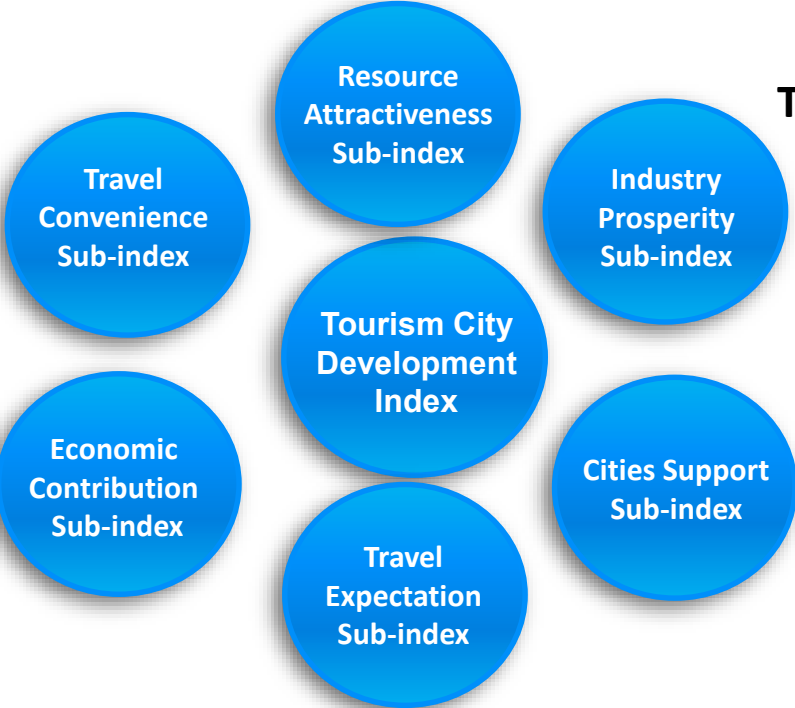 Resource
Attractiveness
Sub-index
T
Travel
Convenience
Sub-index
Industry
Prosperity
Sub-index
Tourism City
Development
Index
Economic
Contribution
Sub-index
Cities Support
Sub-index
Travel
Expectation
Sub-index